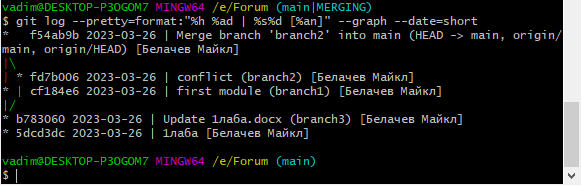 vadim@DESKTOP-P3OGOM7 MINGW64 /e/Forum (main|MERGING)
$ git log --pretty=format:"%h %ad | %s%d [%an]" --graph --date=short
*   f54ab9b 2023-03-26 | Merge branch 'branch2' into main (HEAD -> main, origin/
main, origin/HEAD) [Белачев Майкл]
|\
| * fd7b006 2023-03-26 | conflict (branch2) [Белачев Майкл]
* | cf184e6 2023-03-26 | first module (branch1) [Белачев Майкл]
|/
* b783060 2023-03-26 | Update 1лаба.docx (branch3) [Белачев Майкл]
* 5dcd3dc 2023-03-26 | 1лаба [Белачев Майкл]
vadim@DESKTOP-P3OGOM7 MINGW64 /e/Forum (main)
$